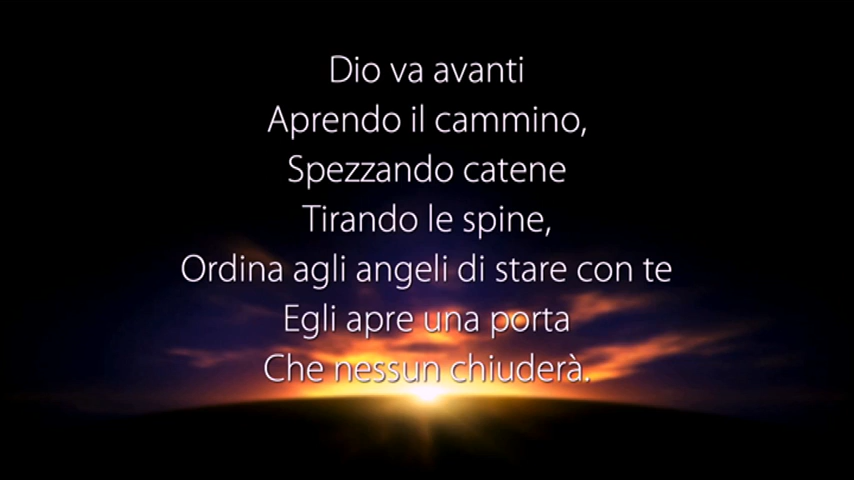 Dio va avanti
Aprendo il cammino,
Spezzando catene
Tirando le spine,
Ordina agli angeli di stare con te
Egli apre una porta
Che nessun chiuderà.